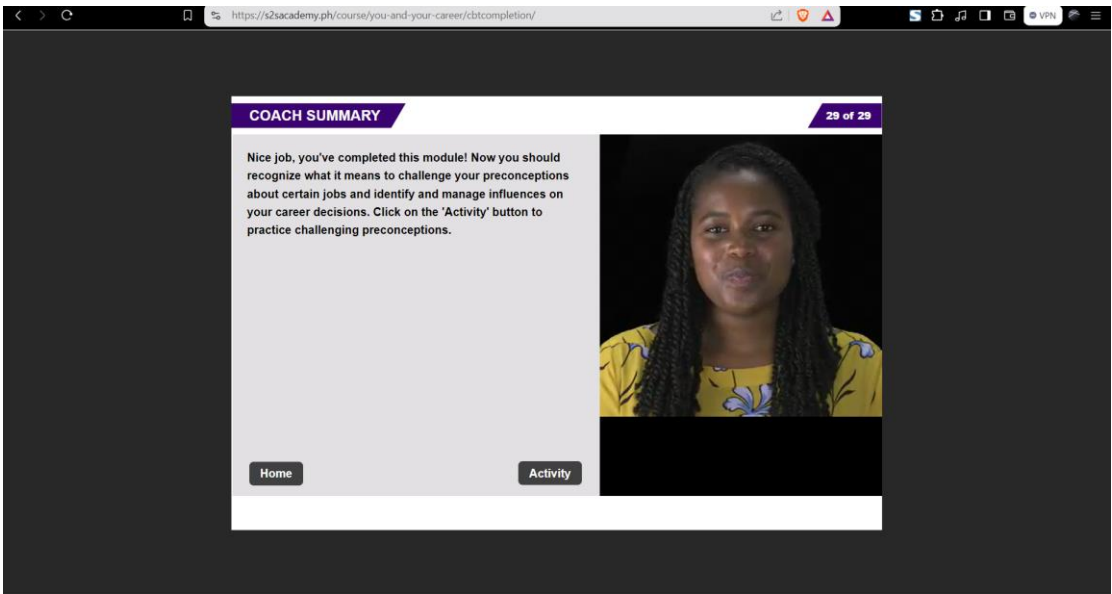 https://s2sacademy.ph/course/you-and-your-career/cbtcompletion/
VPN
COACH SUMMARY
29 of 29
Nice job, you've completed this module! Now you should
recognize what it means to challenge your preconceptions
about certain jobs and identify and manage influences on
your career decisions. Click on the 'Activity' button to
practice challenging preconceptions.
Home
Activity